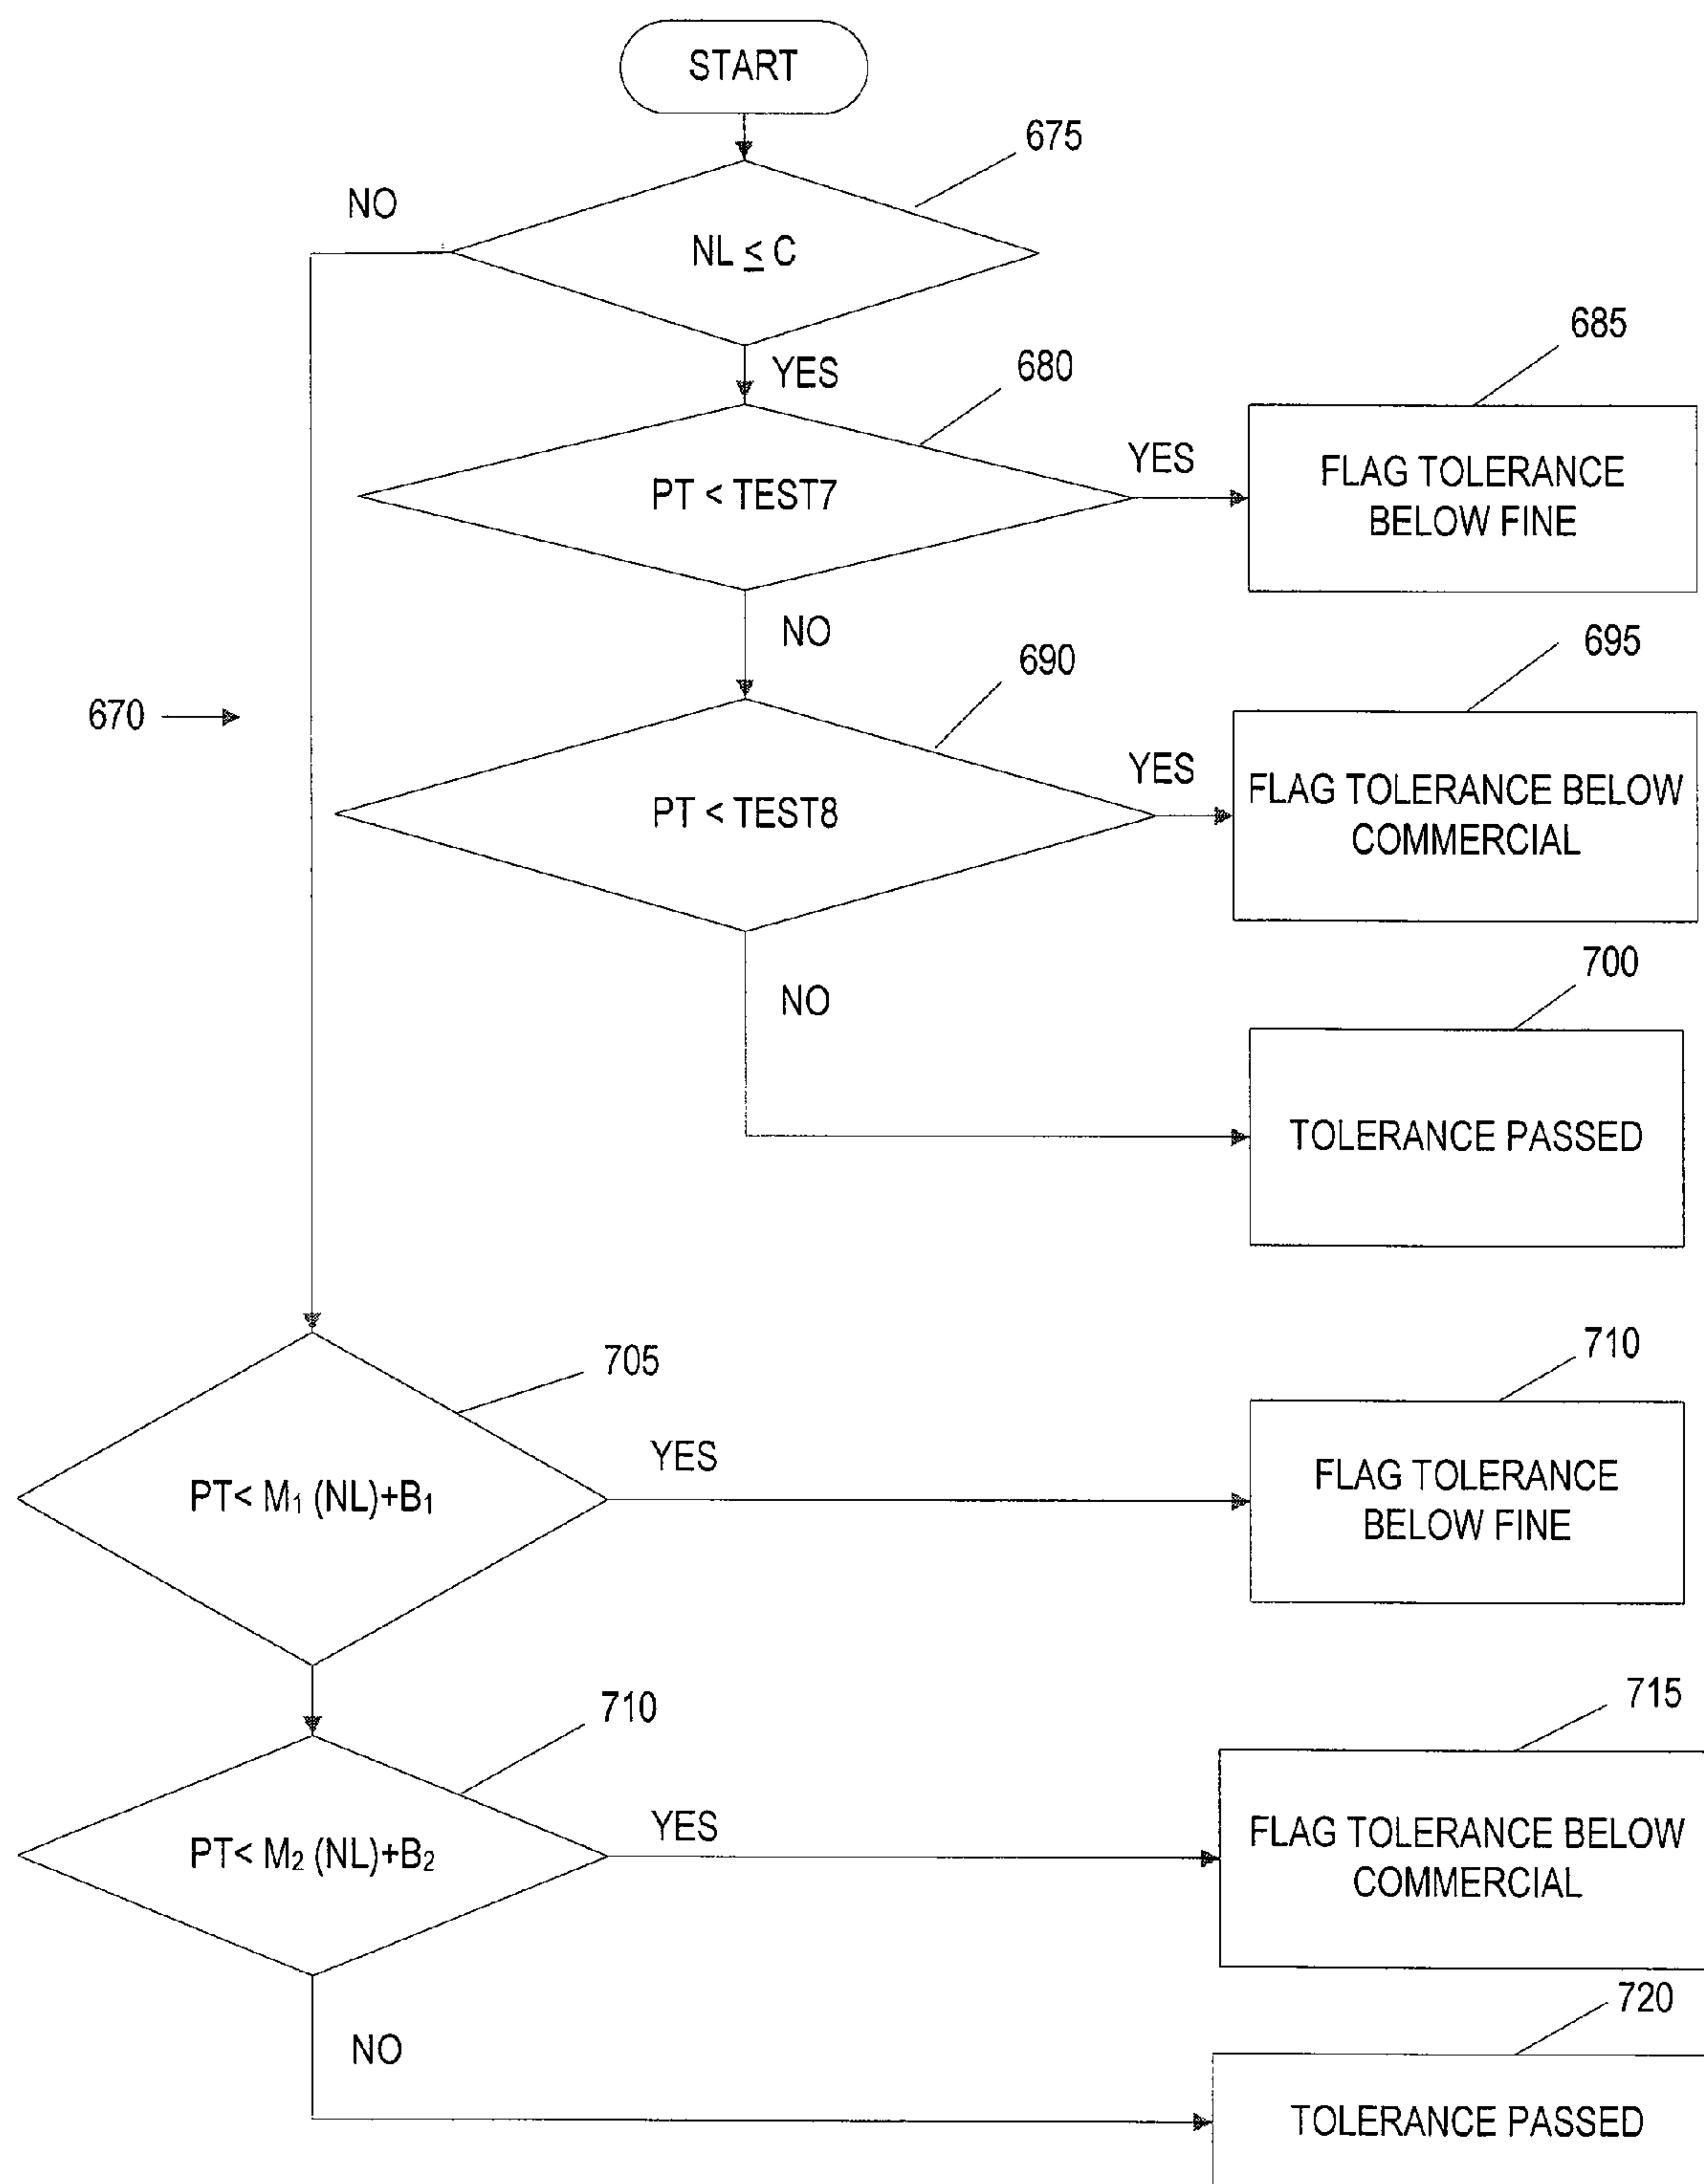 START
675
NO
NL ≤ C
685
YES
680
FLAG TOLERANCE
BELOW FINE
YES
PT < TEST7
NO
695
690
670
YES
FLAG TOLERANCE BELOW
COMMERCIAL
PT < TEST8
700
NO
TOLERANCE PASSED
710
705
YES
FLAG TOLERANCE
BELOW FINE
PT< M₁ (NL)+B₁
715
710
YES
FLAG TOLERANCE BELOW
COMMERCIAL
PT< M₂ (NL)+B₂
720
NO
TOLERANCE PASSED